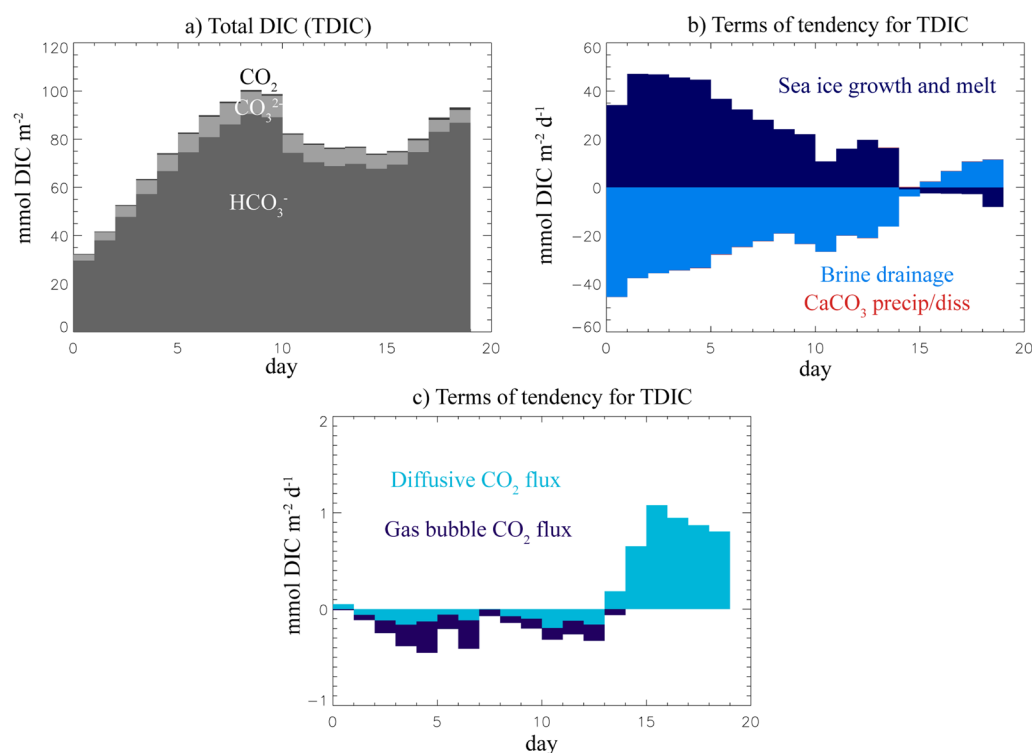 a) Total DIC (TDIC)
mmol DIC m⁻²
120
100
80
60
40
20
0
CO₂
CO₃²⁻
HCO₃⁻
0 5 10 15 20
day
b) Terms of tendency for TDIC
mmol DIC m⁻² d⁻¹
60
40
20
0
−20
−40
−60
Sea ice growth and melt
Brine drainage
CaCO₃ precip/diss
0 5 10 15 20
day
c) Terms of tendency for TDIC
mmol DIC m⁻² d⁻¹
2
1
0
−1
Diffusive CO₂ flux
Gas bubble CO₂ flux
0 5 10 15 20
day